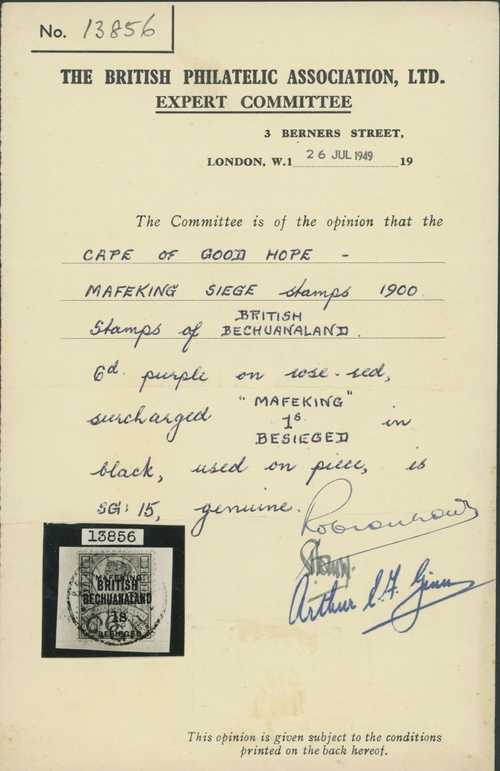 No. 13856
THE BRITISH PHILATELIC ASSOCIATION, LTD.
EXPERT COMMITTEE
3 BERNERS STREET,
LONDON, W.1 26 JUL 1949 19
The Committee is of the opinion that the
CAPE OF GOOD HOPE -
MAFEKING SIEGE stamps 1900
Stamps of BRITISH BECHUANALAND.
6d purple on rose-red,
surcharged "MAFEKING" 1s BESIEGED in
black, used on piece, is
SG: 15, genuine.
Arthur
13856
MAFEKING
BRITISH
BECHUANALAND
1s
BESIEGED
This opinion is given subject to the conditions
printed on the back hereof.